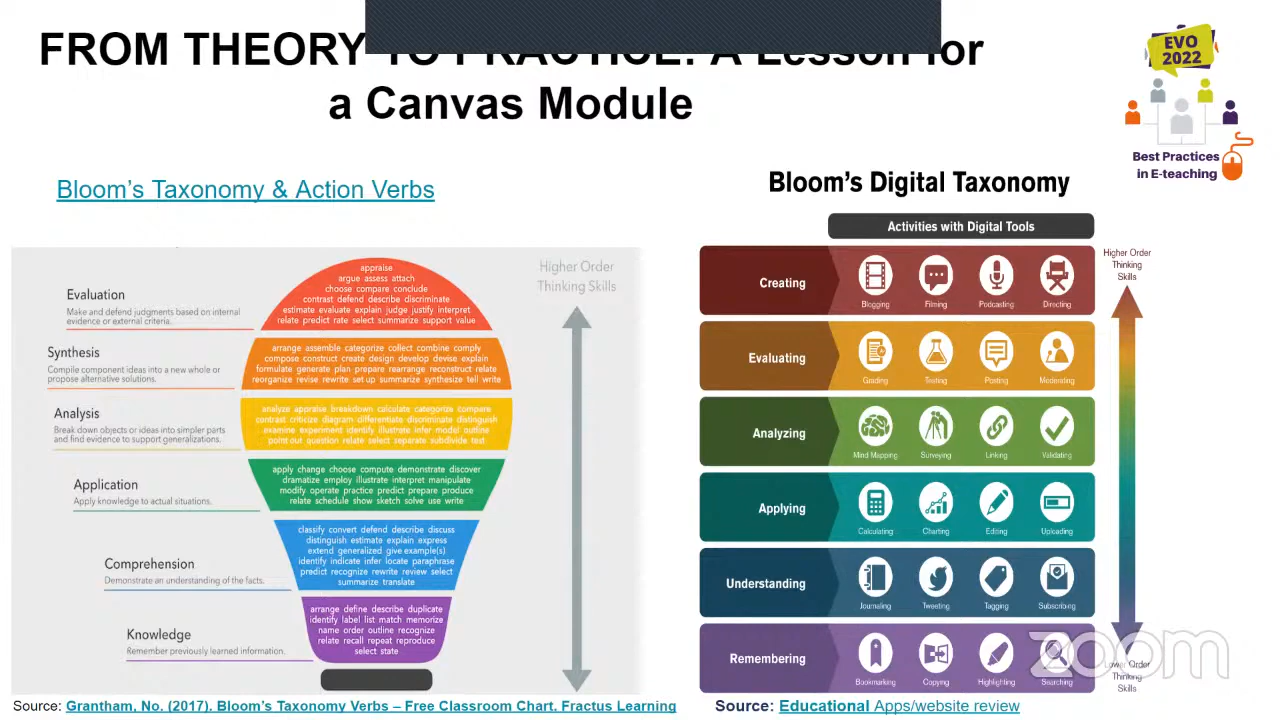 FROM THEORY TO PRACTICE: A Lesson for
a Canvas Module
EVO
2022
Best Practices
in E-teaching
Bloom's Taxonomy & Action Verbs
Higher Order
Thinking Skills
Evaluation
Make and defend judgments based on internal
evidence or external criteria.
appraise
argue assess attach
choose compare conclude
contrast defend describe discriminate
estimate evaluate explain judge justify interpret
relate predict rate select summarize support value
Synthesis
Compile component ideas into a new whole or
propose alternative solutions.
arrange assemble categorize collect combine comply
compose construct create design develop devise explain
formulate generate plan prepare rearrange reconstruct relate
reorganize revise rewrite set up summarize synthesize tell write
Analysis
Break down objects or ideas into simpler parts
and find evidence to support generalizations.
analyze appraise breakdown calculate categorize compare
contrast criticize diagram differentiate discriminate distinguish
examine experiment identify illustrate infer model outline
point out question relate select separate subdivide test
Application
Apply knowledge to actual situations.
apply change choose compute demonstrate discover
dramatize employ illustrate interpret manipulate
modify operate practice predict prepare produce
relate schedule show sketch solve use write
Comprehension
Demonstrate an understanding of the facts.
classify convert defend describe discuss
distinguish estimate explain express
extend generalized give example(s)
identify indicate infer locate paraphrase
predict recognize rewrite review select
summarize translate
Knowledge
Remember previously learned information.
arrange define describe duplicate
identify label list match memorize
name order outline recognize
relate recall repeat reproduce
select state
Source: Grantham, No. (2017). Bloom's Taxonomy Verbs – Free Classroom Chart. Fractus Learning
Bloom's Digital Taxonomy
Activities with Digital Tools
Higher Order
Thinking
Skills
Creating
Blogging Filming Podcasting Directing
Evaluating
Grading Testing Posting Moderating
Analyzing
Mind Mapping Surveying Linking Validating
Applying
Calculating Charting Editing Uploading
Understanding
Journaling Tweeting Tagging Subscribing
Remembering
Bookmarking Copying Highlighting Searching
Lower Order
Thinking
Skills
zoom
Source: Educational Apps/website review